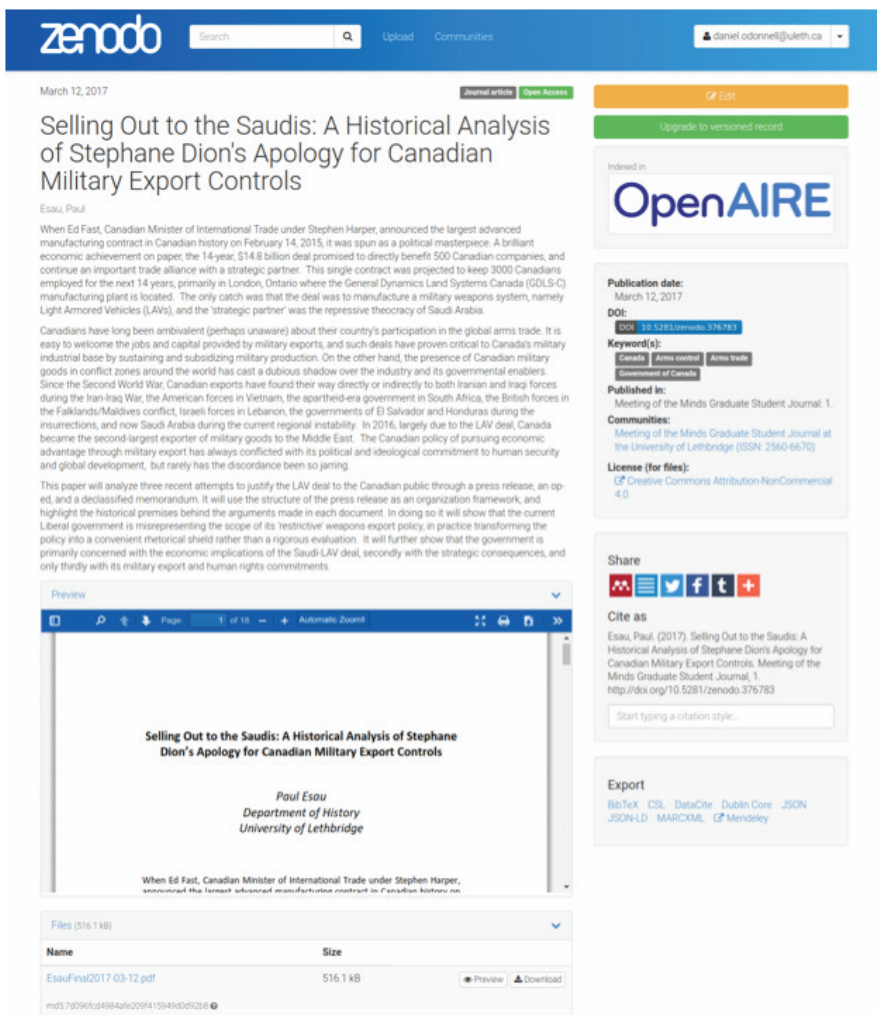 zenodo
Search
Upload
Communities
daniel.odonnell@uleth.ca
March 12, 2017
Journal article
Open Access
Selling Out to the Saudis: A Historical Analysis
of Stephane Dion's Apology for Canadian
Military Export Controls
Esau, Paul
When Ed Fast, Canadian Minister of International Trade under Stephen Harper, announced the largest advanced
manufacturing contract in Canadian history on February 14, 2015, it was spun as a political masterpiece. A brilliant
economic achievement on paper, the 14-year, $14.8 billion deal promised to directly benefit 500 Canadian companies, and
continue an important trade alliance with a strategic partner. This single contract was projected to keep 3000 Canadians
employed for the next 14 years, primarily in London, Ontario where the General Dynamics Land Systems Canada (GDLS-C)
manufacturing plant is located. The only catch was that the deal was to manufacture a military weapons system, namely
Light Armored Vehicles (LAVs), and the 'strategic partner' was the repressive theocracy of Saudi Arabia.
Canadians have long been ambivalent (perhaps unaware) about their country's participation in the global arms trade. It is
easy to welcome the jobs and capital provided by military exports, and such deals have proven critical to Canada's military
industrial base by sustaining and subsidizing military production. On the other hand, the presence of Canadian military
goods in conflict zones around the world has cast a dubious shadow over the industry and its governmental enablers.
Since the Second World War, Canadian exports have found their way directly or indirectly to both Iranian and Iraqi forces
during the Iran-Iraq War, the American forces in Vietnam, the apartheid-era government in South Africa, the British forces in
the Falklands/Maldives conflict, Israeli forces in Lebanon, the governments of El Salvador and Honduras during the
insurrections, and now Saudi Arabia during the current regional instability. In 2016, largely due to the LAV deal, Canada
became the second-largest exporter of military goods to the Middle East. The Canadian policy of pursuing economic
advantage through military export has always conflicted with its political and ideological commitment to human security
and global development, but rarely has the discordance been so jarring.
This paper will analyze three recent attempts to justify the LAV deal to the Canadian public through a press release, an op-
ed, and a declassified memorandum. It will use the structure of the press release as an organization framework, and
highlight the historical premises behind the arguments made in each document. In doing so it will show that the current
Liberal government is misrepresenting the scope of its 'restrictive' weapons export policy, in practice transforming the
policy into a convenient rhetorical shield rather than a rigorous evaluation. It will further show that the government is
primarily concerned with the economic implications of the Saudi-LAV deal, secondly with the strategic consequences, and
only thirdly with its military export and human rights commitments.
Preview
Page: 1 of 18 − + Automatic Zoom
Selling Out to the Saudis: A Historical Analysis of Stephane
Dion's Apology for Canadian Military Export Controls
Paul Esau
Department of History
University of Lethbridge
When Ed Fast, Canadian Minister of International Trade under Stephen Harper,
announced the largest advanced manufacturing contract in Canadian history on
Files (516.1 kB)
Name
Size
EsauFinal2017-03-12.pdf
516.1 kB
Preview
Download
md5:7d096fcd4984afe209f415949d0d92b8
Edit
Upgrade to versioned record
Indexed in
OpenAIRE
Publication date:
March 12, 2017
DOI:
DOI 10.5281/zenodo.376783
Keyword(s):
Canada Arms control Arms trade
Government of Canada
Published in:
Meeting of the Minds Graduate Student Journal: 1.
Communities:
Meeting of the Minds Graduate Student Journal at
the University of Lethbridge (ISSN: 2560-6670)
License (for files):
Creative Commons Attribution-NonCommercial
4.0
Share
f t +
Cite as
Esau, Paul. (2017). Selling Out to the Saudis: A
Historical Analysis of Stephane Dion's Apology for
Canadian Military Export Controls. Meeting of the
Minds Graduate Student Journal, 1.
http://doi.org/10.5281/zenodo.376783
Start typing a citation style...
Export
BibTeX CSL DataCite Dublin Core JSON
JSON-LD MARCXML Mendeley